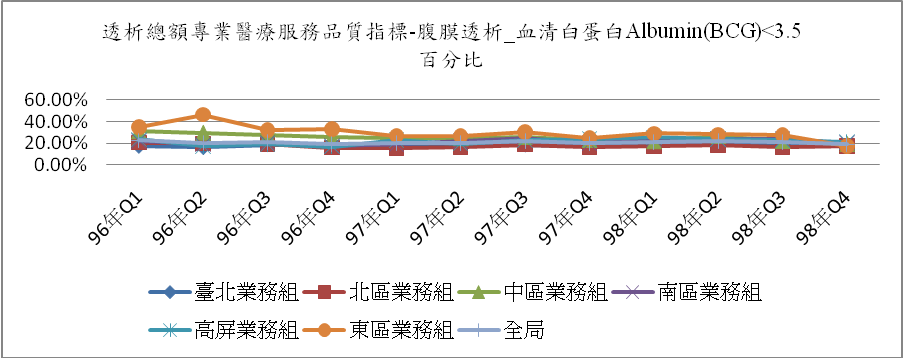 透析總額專業醫療服務品質指標-腹膜透析_血清白蛋白Albumin(BCG)<3.5
百分比
60.00%
40.00%
20.00%
0.00%
96年Q1
96年Q2
96年Q3
96年Q4
97年Q1
97年Q2
97年Q3
97年Q4
98年Q1
98年Q2
98年Q3
98年Q4
臺北業務組 北區業務組 中區業務組 南區業務組
高屏業務組 東區業務組 全局